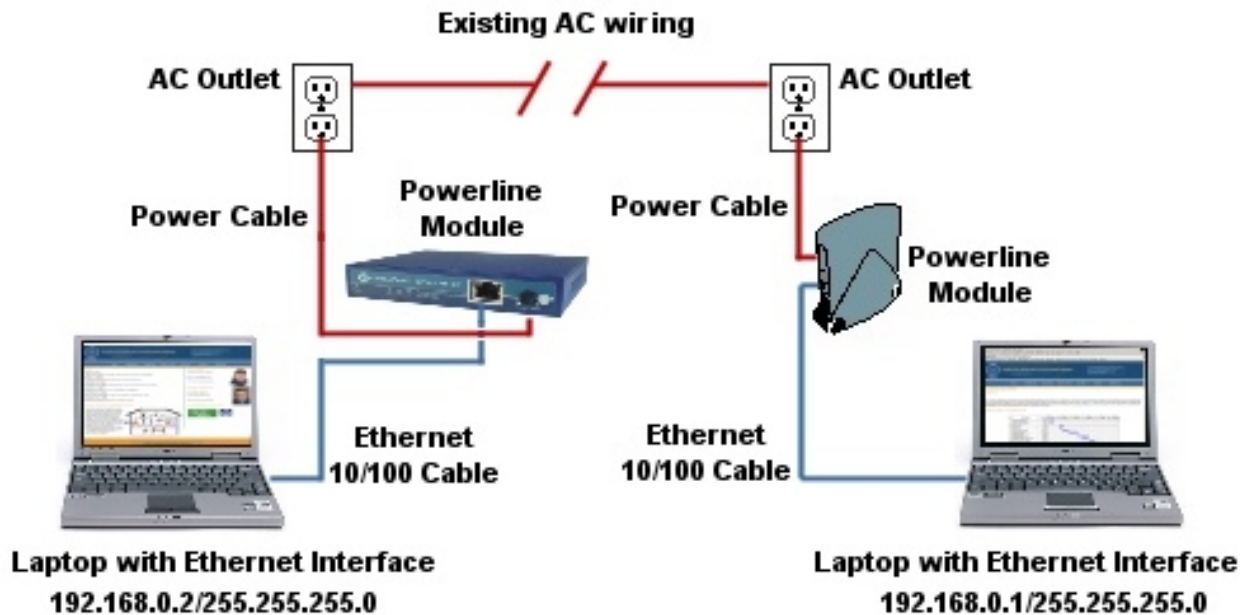 Existing AC wiring
AC Outlet
AC Outlet
Power Cable
Powerline
Module
Power Cable
Powerline
Module
Ethernet
10/100 Cable
Ethernet
10/100 Cable
Laptop with Ethernet Interface
192.168.0.2/255.255.255.0
Laptop with Ethernet Interface
192.168.0.1/255.255.255.0